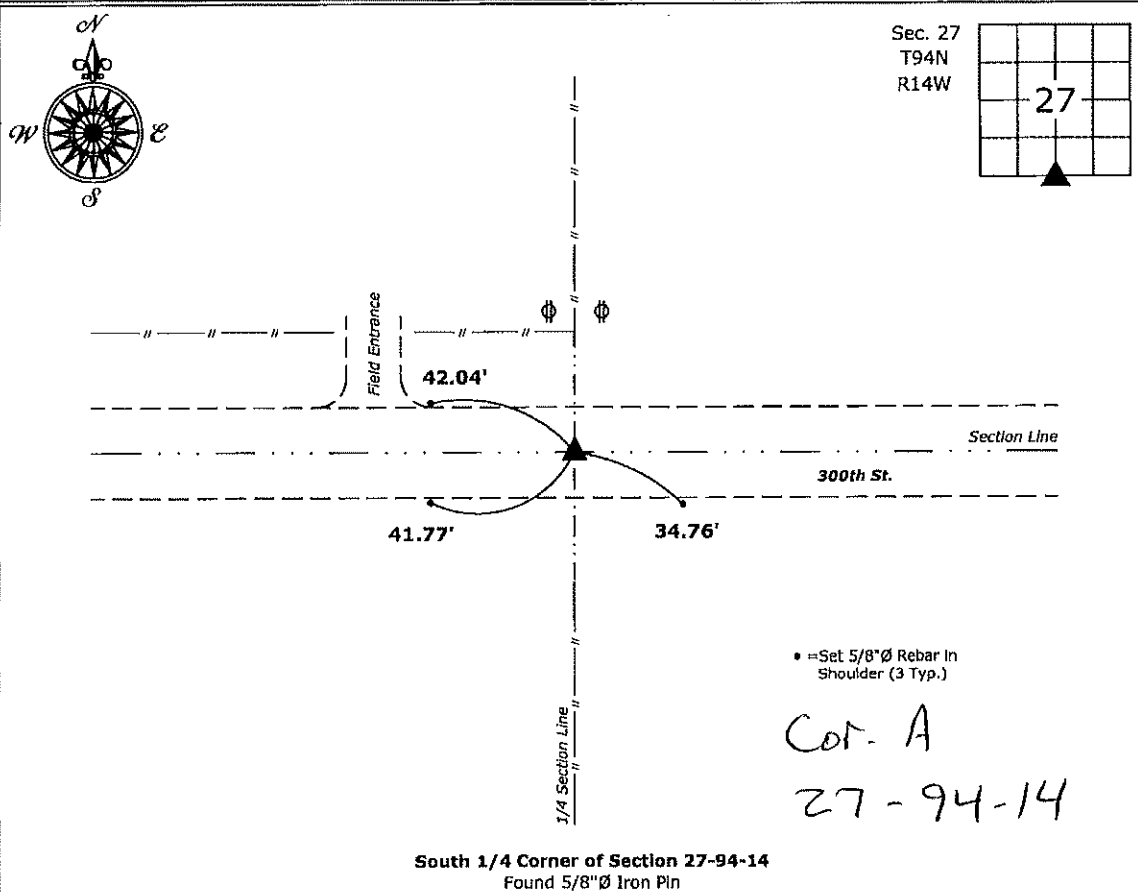 N
W
E
S
Sec. 27
T94N
R14W
27
Field Entrance
42.04'
Section Line
300th St.
41.77'
34.76'
• =Set 5/8"Ø Rebar in
Shoulder (3 Typ.)
1/4 Section Line
Cor. A
27-94-14
South 1/4 Corner of Section 27-94-14
Found 5/8"Ø Iron Pin